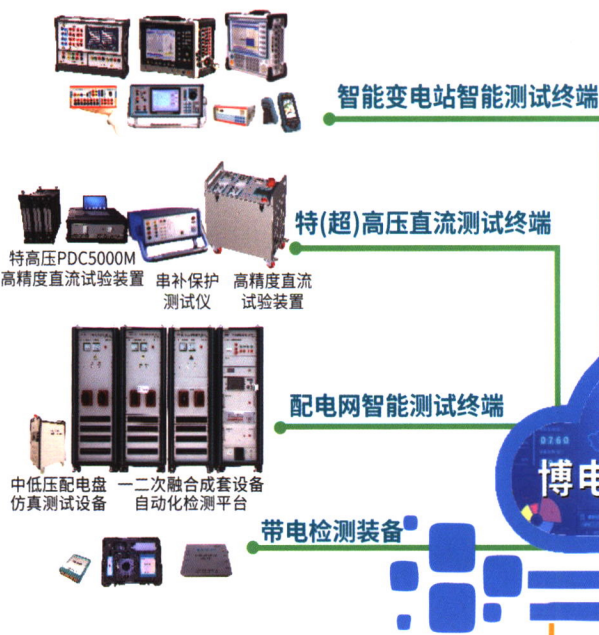 智能变电站智能测试终端
特(超)高压直流测试终端
特高压PDC5000M
高精度直流试验装置
串补保护
测试仪
高精度直流
试验装置
配电网智能测试终端
0760
博电
中低压配电盘
仿真测试设备
一二次融合成套设备
自动化检测平台
带电检测装备